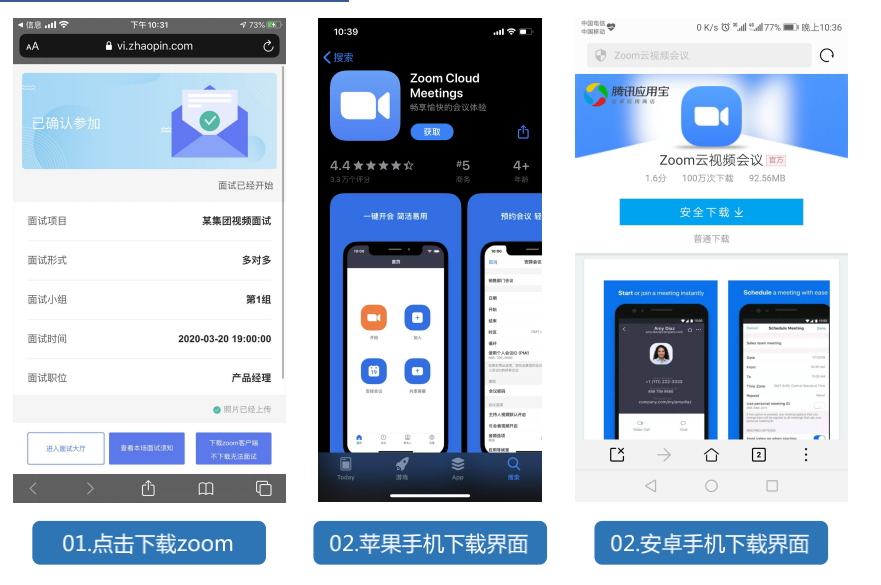 信息
下午10:31
73%
AA
vi.zhaopin.com
已确认参加
面试已经开始
面试项目
某集团视频面试
面试形式
多对多
面试小组
第1组
面试时间
2020-03-20 19:00:00
面试职位
产品经理
照片已经上传
进入面试大厅
查看本场面试须知
下载zoom客户端
不下载无法面试
01.点击下载zoom
10:39
搜索
Zoom Cloud
Meetings
畅享愉快的会议体验
获取
4.4
#5
4+
3.3万个评分
商务
年龄
一键开会 简洁易用
预约会议 轻
Today
游戏
App
搜索
02.苹果手机下载界面
中国电信
中国移动
0 K/s
77%
晚上10:36
Zoom云视频会议
腾讯应用宝
Zoom云视频会议
官方
1.6分
100万次下载
92.56MB
安全下载
普通下载
Start or join a meeting instantly
Schedule a meeting with ease
Amy Diaz
Schedule Meeting
2
02.安卓手机下载界面